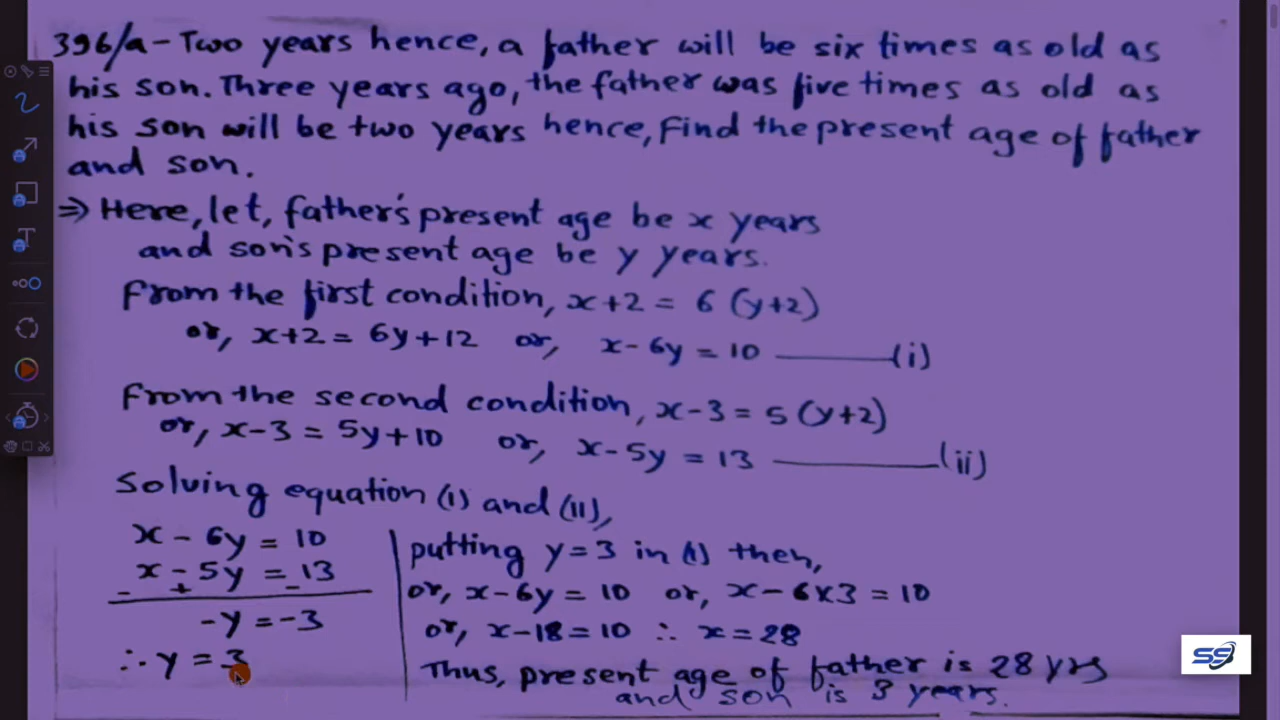 396/a - Two years hence, a father will be six times as old as
his son. Three years ago, the father was five times as old as
his son will be two years hence, Find the present age of father
and son.
⇒ Here, let, father's present age be x years
and son's present age be y years.
From the first condition, x+2 = 6 (y+2)
or, x+2 = 6y+12 or, x-6y = 10 ———(i)
From the second condition, x-3 = 5 (y+2)
or, x-3 = 5y+10 or, x-5y = 13 ———(ii)
Solving equation (i) and (ii),
x - 6y = 10
x - 5y = 13
- + -
-y = -3
∴ y = 3
putting y=3 in (i) then,
or, x-6y = 10 or, x-6×3 = 10
or, x-18 = 10 ∴ x = 28
Thus, present age of father is 28 yrs
and son is 3 years.
SS